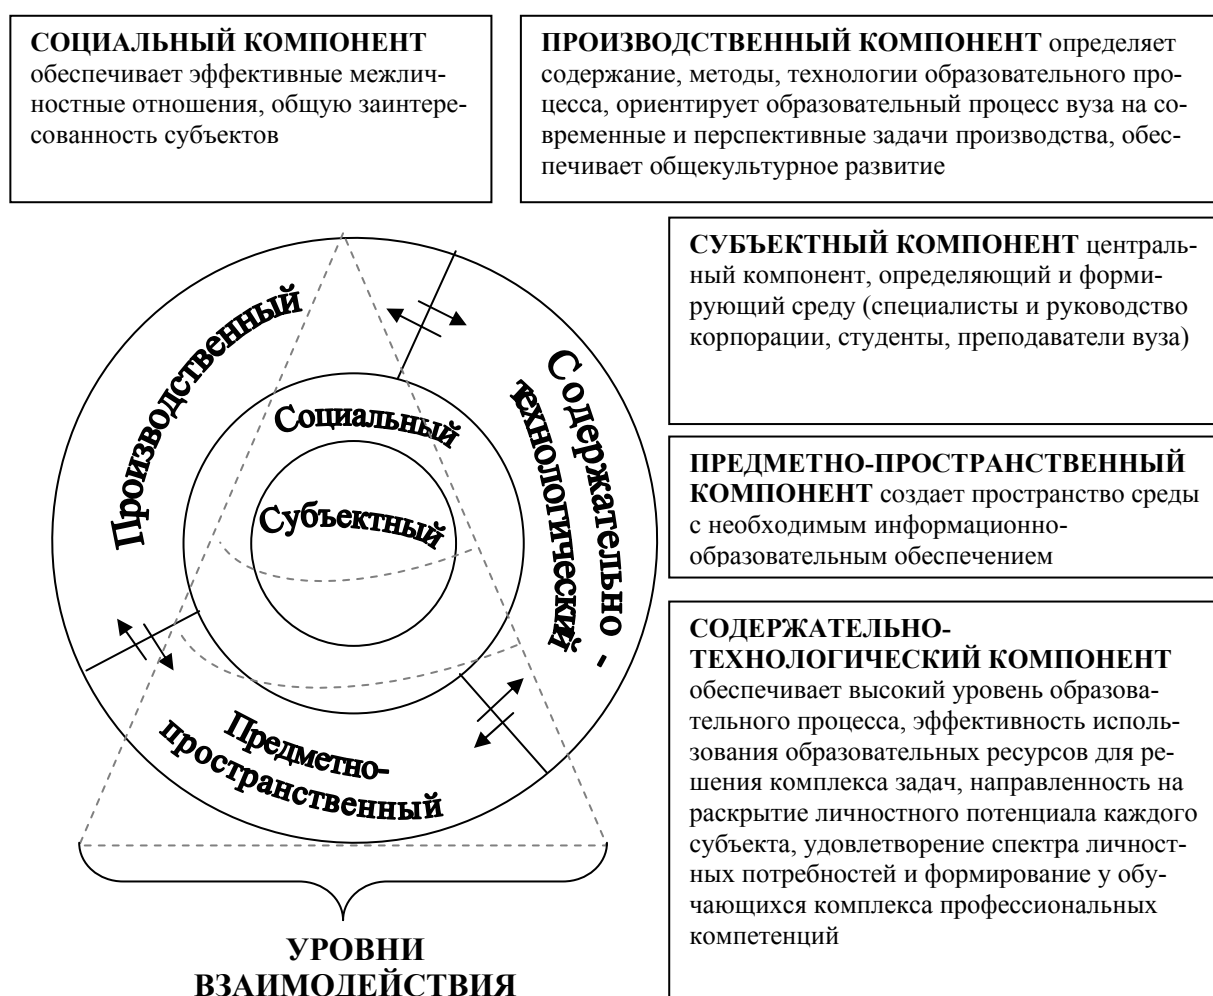 СОЦИАЛЬНЫЙ КОМПОНЕНТ
обеспечивает эффективные межлич-
ностные отношения, общую заинтере-
сованность субъектов
ПРОИЗВОДСТВЕННЫЙ КОМПОНЕНТ определяет
содержание, методы, технологии образовательного про-
цесса, ориентирует образовательный процесс вуза на со-
временные и перспективные задачи производства, обес-
печивает общекультурное развитие
СУБЪЕКТНЫЙ КОМПОНЕНТ централь-
ный компонент, определяющий и форми-
рующий среду (специалисты и руководство
корпорации, студенты, преподаватели вуза)
ПРЕДМЕТНО-ПРОСТРАНСТВЕННЫЙ
КОМПОНЕНТ создает пространство среды
с необходимым информационно-
образовательным обеспечением
СОДЕРЖАТЕЛЬНО-
ТЕХНОЛОГИЧЕСКИЙ КОМПОНЕНТ
обеспечивает высокий уровень образова-
тельного процесса, эффективность исполь-
зования образовательных ресурсов для ре-
шения комплекса задач, направленность на
раскрытие личностного потенциала каждого
субъекта, удовлетворение спектра личност-
ных потребностей и формирование у обу-
чающихся комплекса профессиональных
компетенций
Производственный
Содержательно -
технологический
Социальный
Субъектный
Предметно-
пространственный
УРОВНИ
ВЗАИМОДЕЙСТВИЯ